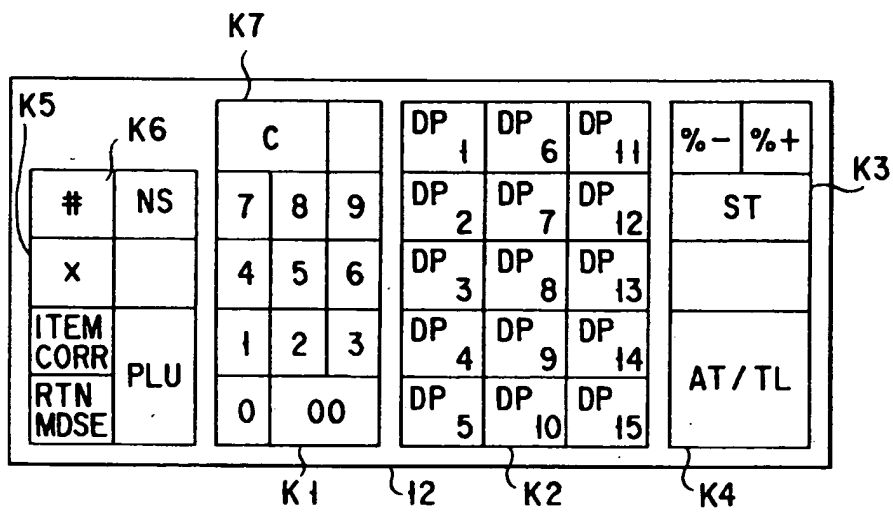 K7
K5
K6
C
DP 1 DP 6 DP 11
%- %+
K3
# NS
7 8 9
DP 2 DP 7 DP 12
ST
X
4 5 6
DP 3 DP 8 DP 13
ITEM CORR
PLU
1 2 3
DP 4 DP 9 DP 14
AT/TL
RTN MDSE
0 00
DP 5 DP 10 DP 15
K1 12 K2 K4